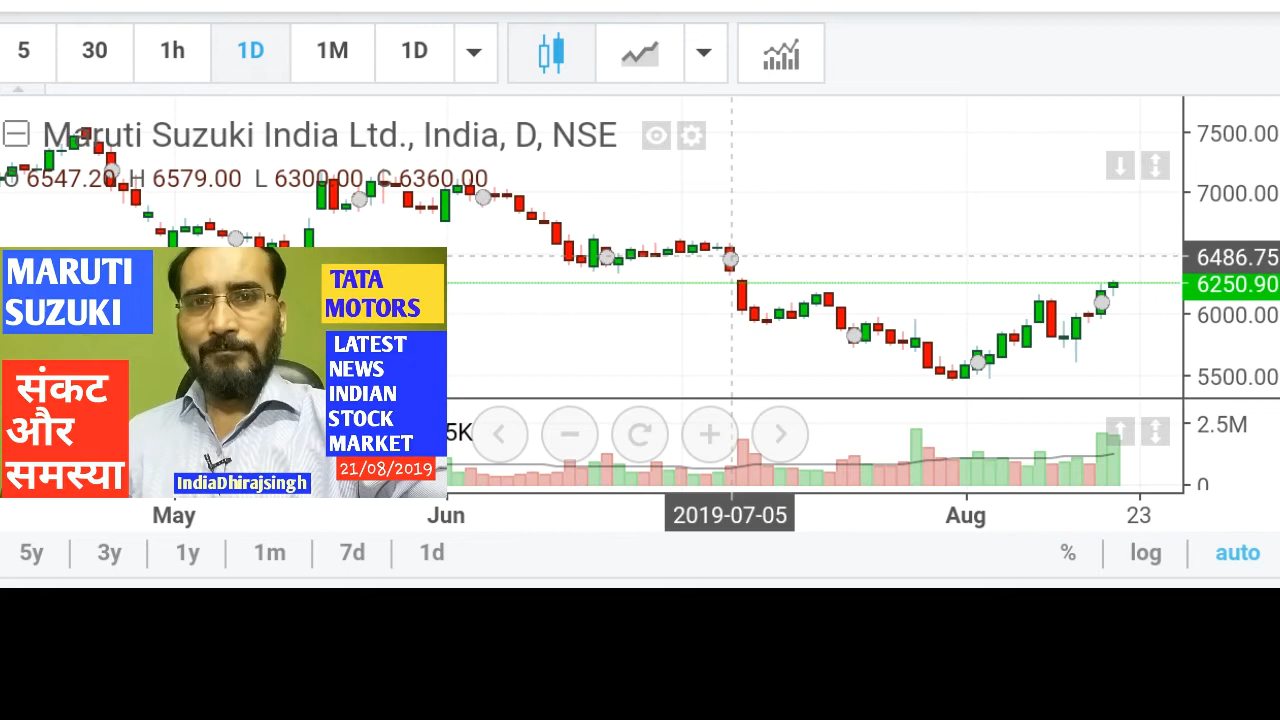 5 30 1h 1D 1M 1D
Maruti Suzuki India Ltd., India, D, NSE
O 6547.20 H 6579.00 L 6300.00 C 6360.00
7500.00
7000.00
6486.75
6250.90
6000.00
5500.00
MARUTI
SUZUKI
संकट
और
समस्या
TATA
MOTORS
LATEST
NEWS
INDIAN
STOCK
MARKET
21/08/2019
IndiaDhirajsingh
5K
2.5M
0
May Jun 2019-07-05 Aug 23
5y 3y 1y 1m 7d 1d % log auto